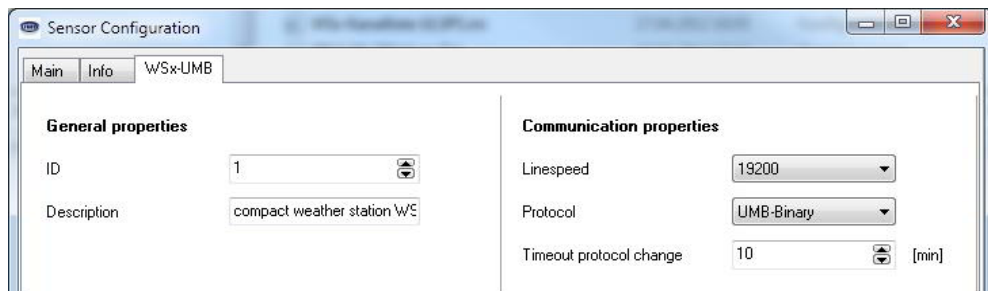 Sensor Configuration
Main Info WSx-UMB
General properties
ID 1
Description compact weather station WS
Communication properties
Linespeed 19200
Protocol UMB-Binary
Timeout protocol change 10 [min]